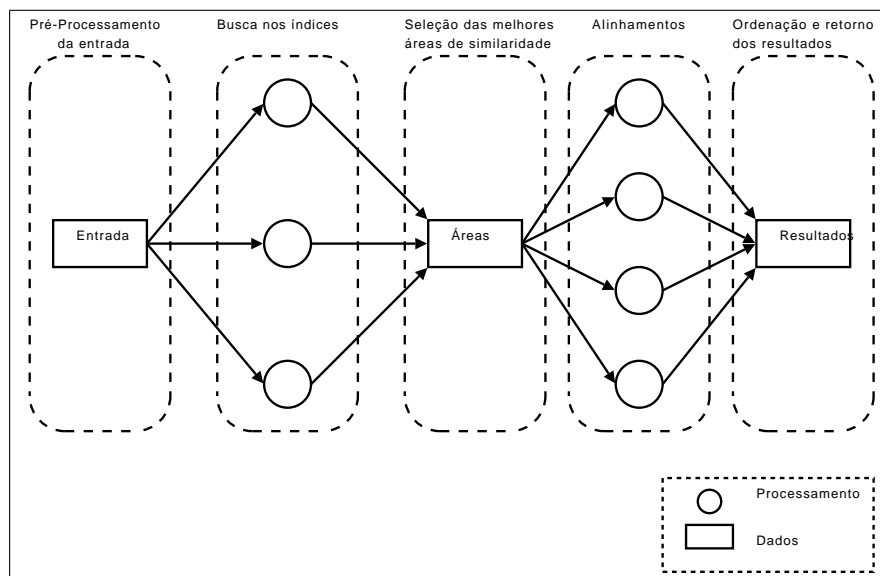 Pré-Processamento
da entrada
Busca nos índices
Seleção das melhores
áreas de similaridade
Alinhamentos
Ordenação e retorno
dos resultados
Entrada
Áreas
Resultados
Processamento
Dados